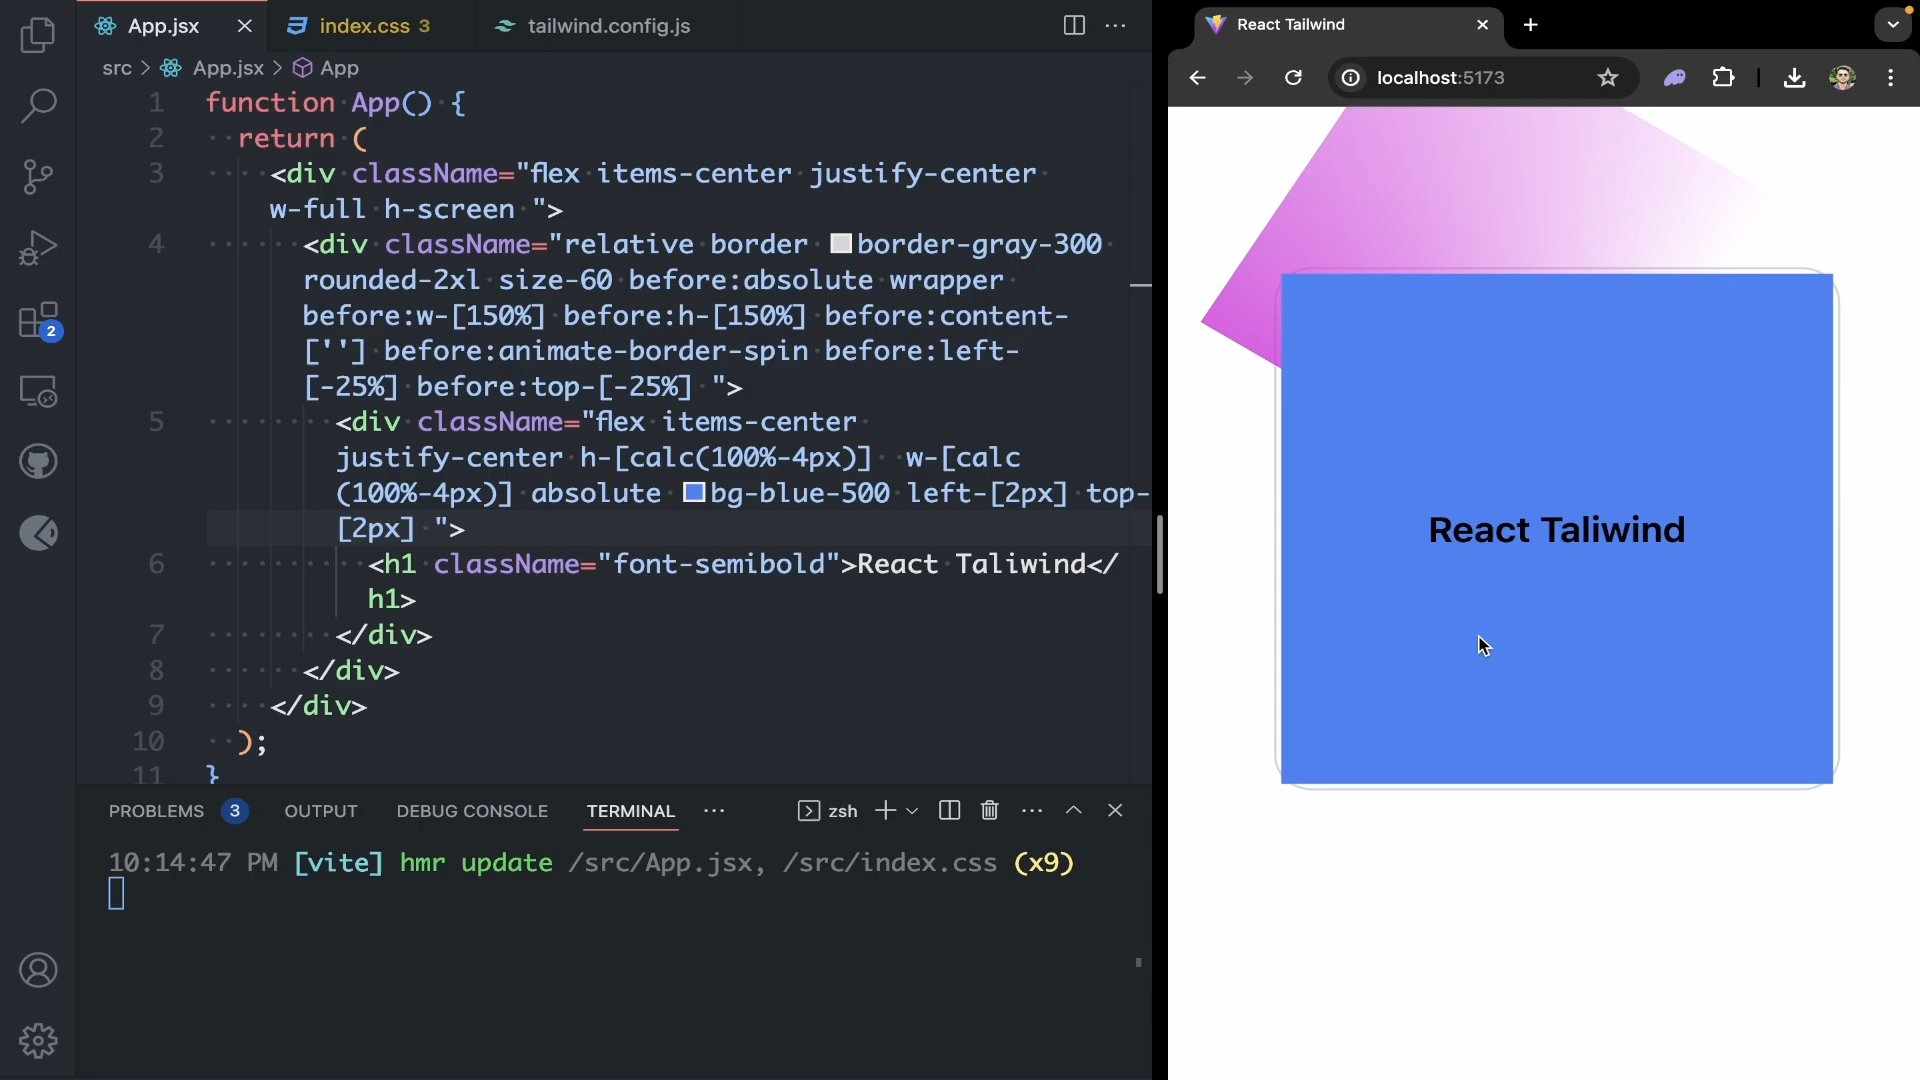 App.jsx
index.css 3
tailwind.config.js
src > App.jsx > App
1 function App() {
2 return (
3 <div className="flex items-center justify-center
w-full h-screen ">
4 <div className="relative border border-gray-300
rounded-2xl size-60 before:absolute wrapper
before:w-[150%] before:h-[150%] before:content-
[''] before:animate-border-spin before:left-
[-25%] before:top-[-25%] ">
5 <div className="flex items-center
justify-center h-[calc(100%-4px)]  w-[calc
(100%-4px)] absolute bg-blue-500 left-[2px] top-
[2px] ">
6 <h1 className="font-semibold">React Taliwind</
h1>
7 </div>
8 </div>
9 </div>
10 );
11 }
2
PROBLEMS 3 OUTPUT DEBUG CONSOLE TERMINAL ... zsh
10:14:47 PM [vite] hmr update /src/App.jsx, /src/index.css (x9)
React Tailwind
localhost:5173
React Taliwind